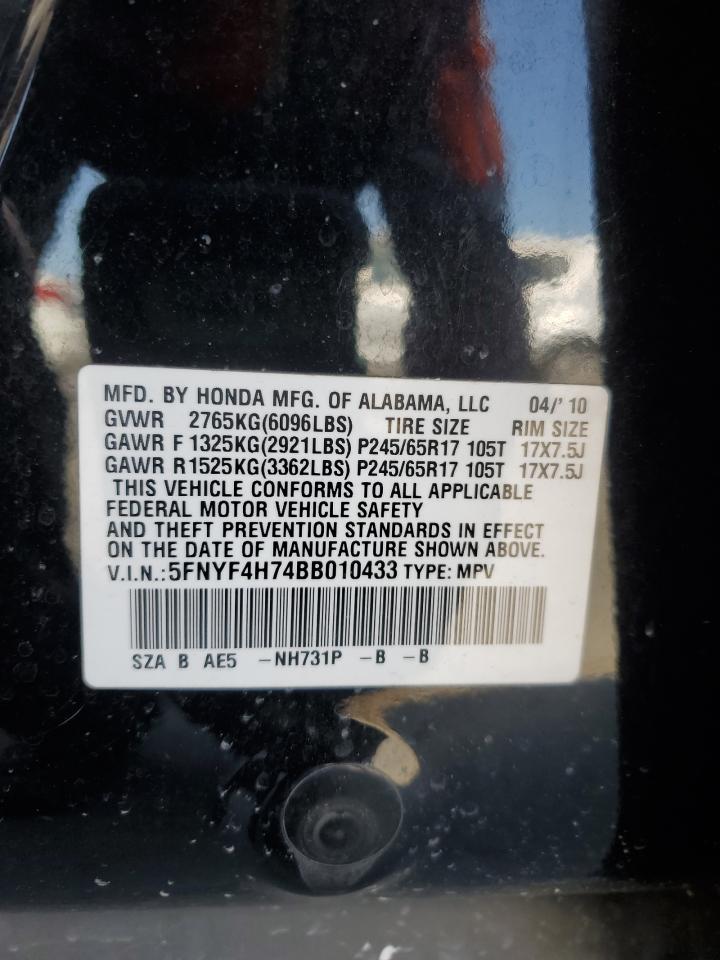 MFD. BY HONDA MFG. OF ALABAMA, LLC 04/' 10
GVWR 2765KG(6096LBS) TIRE SIZE RIM SIZE
GAWR F 1325KG(2921LBS) P245/65R17 105T 17X7.5J
GAWR R 1525KG(3362LBS) P245/65R17 105T 17X7.5J
THIS VEHICLE CONFORMS TO ALL APPLICABLE
FEDERAL MOTOR VEHICLE SAFETY
AND THEFT PREVENTION STANDARDS IN EFFECT
ON THE DATE OF MANUFACTURE SHOWN ABOVE.
V.I.N.: 5FNYF4H74BB010433 TYPE: MPV
SZA B AE5 -NH731P -B -B